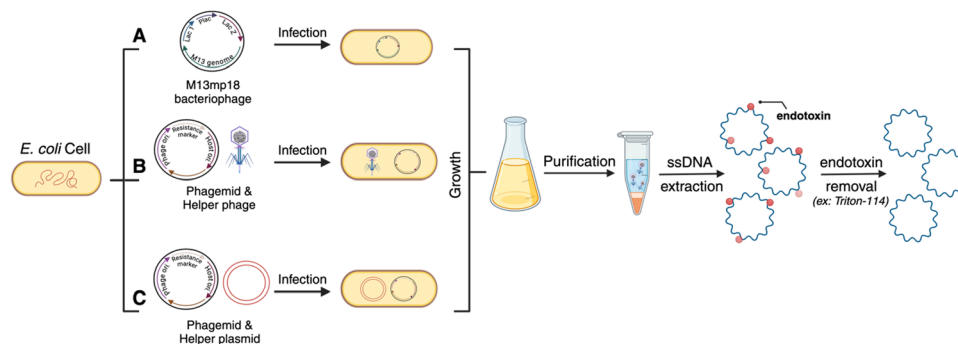 A
Lac 1
Plac
Lac Z
M13 genome
M13mp18
bacteriophage
Infection
E. coli Cell
B
Phage ori
Resistance
marker
Host ori
Phagemid &
Helper phage
Infection
C
Phage ori
Resistance
marker
Host ori
Phagemid &
Helper plasmid
Infection
Growth
Purification
ssDNA
extraction
endotoxin
endotoxin
removal
(ex: Triton-114)